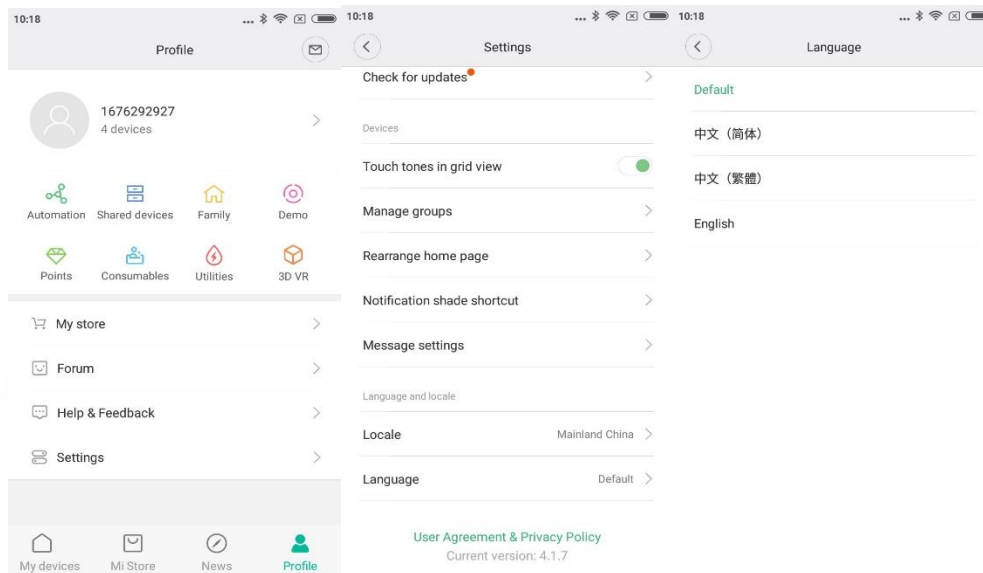 10:18
...
Profile
1676292927
4 devices
Automation
Shared devices
Family
Demo
Points
Consumables
Utilities
3D VR
My store
Forum
Help & Feedback
Settings
My devices
Mi Store
News
Profile
10:18
...
Settings
Check for updates
Devices
Touch tones in grid view
Manage groups
Rearrange home page
Notification shade shortcut
Message settings
Language and locale
Locale
Mainland China
Language
Default
User Agreement & Privacy Policy
Current version: 4.1.7
10:18
...
Language
Default
中文（简体）
中文（繁體）
English